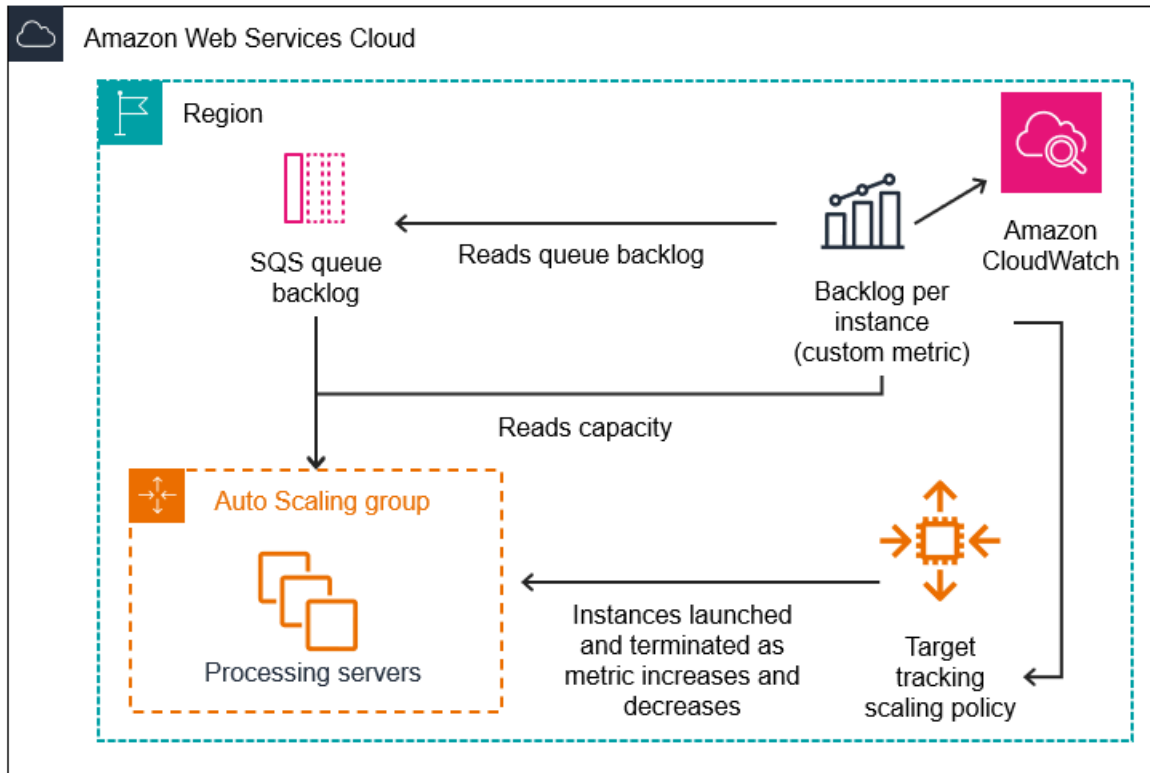 Amazon Web Services Cloud
Region
Reads queue backlog
SQS queue
backlog
Amazon
CloudWatch
Backlog per
instance
(custom metric)
Reads capacity
Auto Scaling group
Processing servers
Instances launched
and terminated as
metric increases and
decreases
Target
tracking
scaling policy